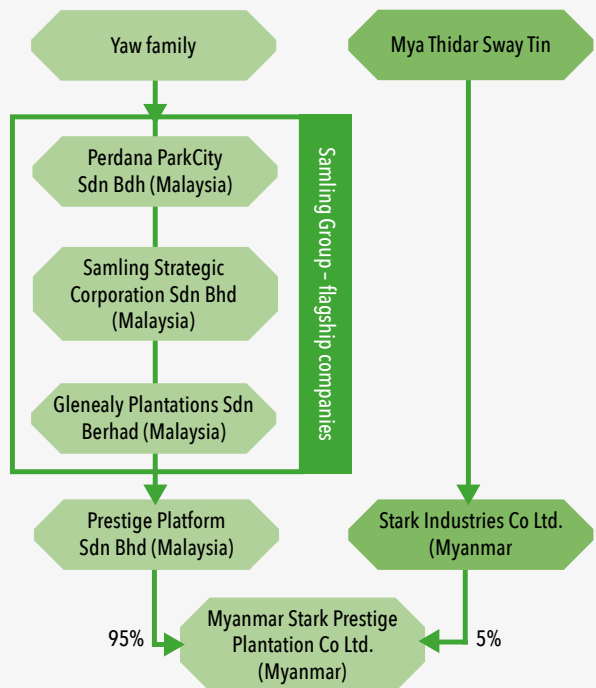 Yaw family
Mya Thidar Sway Tin
Perdana ParkCity
Sdn Bdh (Malaysia)
Samling Strategic
Corporation Sdn Bhd
(Malaysia)
Glenealy Plantations Sdn
Berhad (Malaysia)
Samling Group – flagship companies
Prestige Platform
Sdn Bhd (Malaysia)
Stark Industries Co Ltd.
(Myanmar
95%
Myanmar Stark Prestige
Plantation Co Ltd.
(Myanmar)
5%